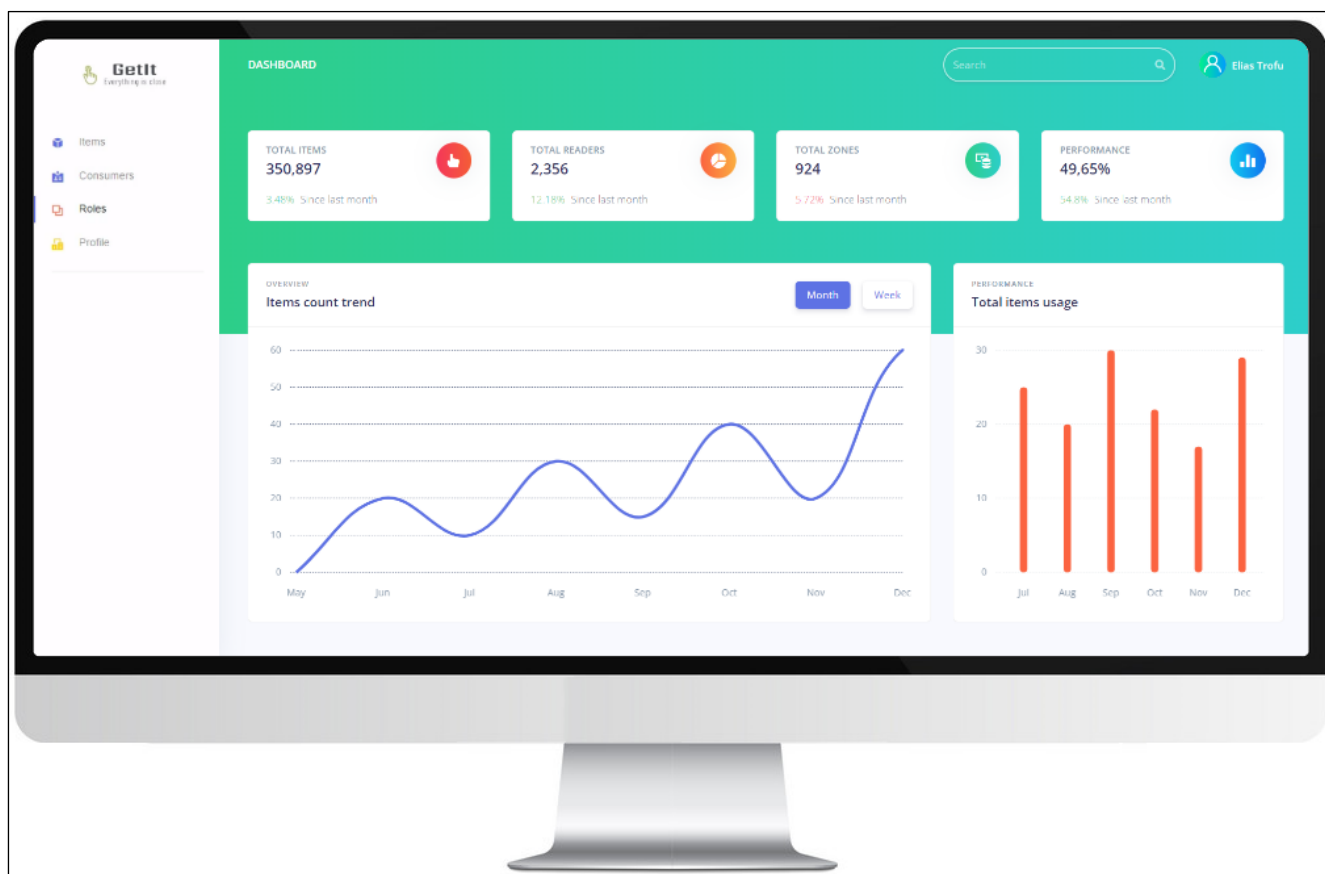 GetIt
Everything is close
Items
Consumers
Roles
Profile
DASHBOARD
Search
Elias Trofu
TOTAL ITEMS
350,897
3.48% Since last month
TOTAL READERS
2,356
12.18% Since last month
TOTAL ZONES
924
5.72% Since last month
PERFORMANCE
49,65%
54.8% Since last month
OVERVIEW
Items count trend
Month Week
60
50
40
30
20
10
0
May Jun Jul Aug Sep Oct Nov Dec
PERFORMANCE
Total items usage
30
20
10
0
Jul Aug Sep Oct Nov Dec